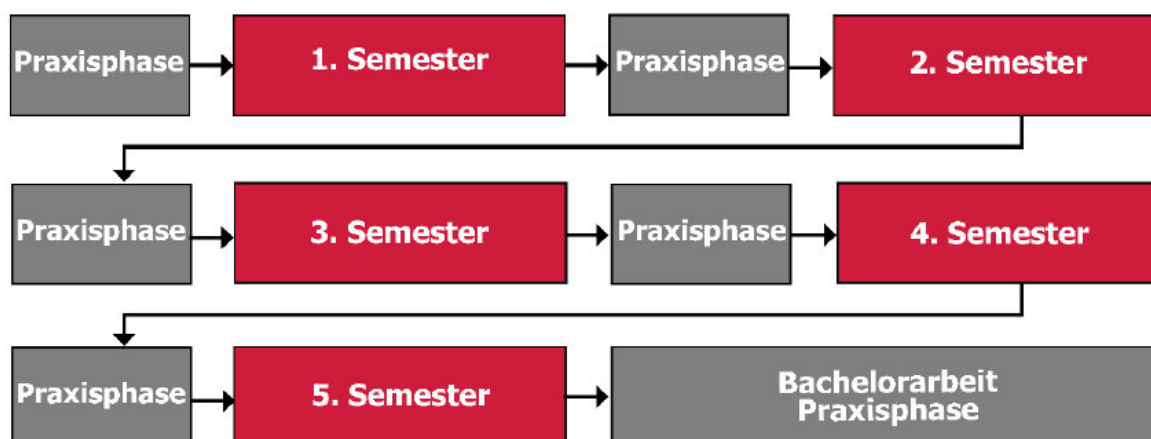 Praxisphase
1. Semester
Praxisphase
2. Semester
Praxisphase
3. Semester
Praxisphase
4. Semester
Praxisphase
5. Semester
Bachelorarbeit
Praxisphase